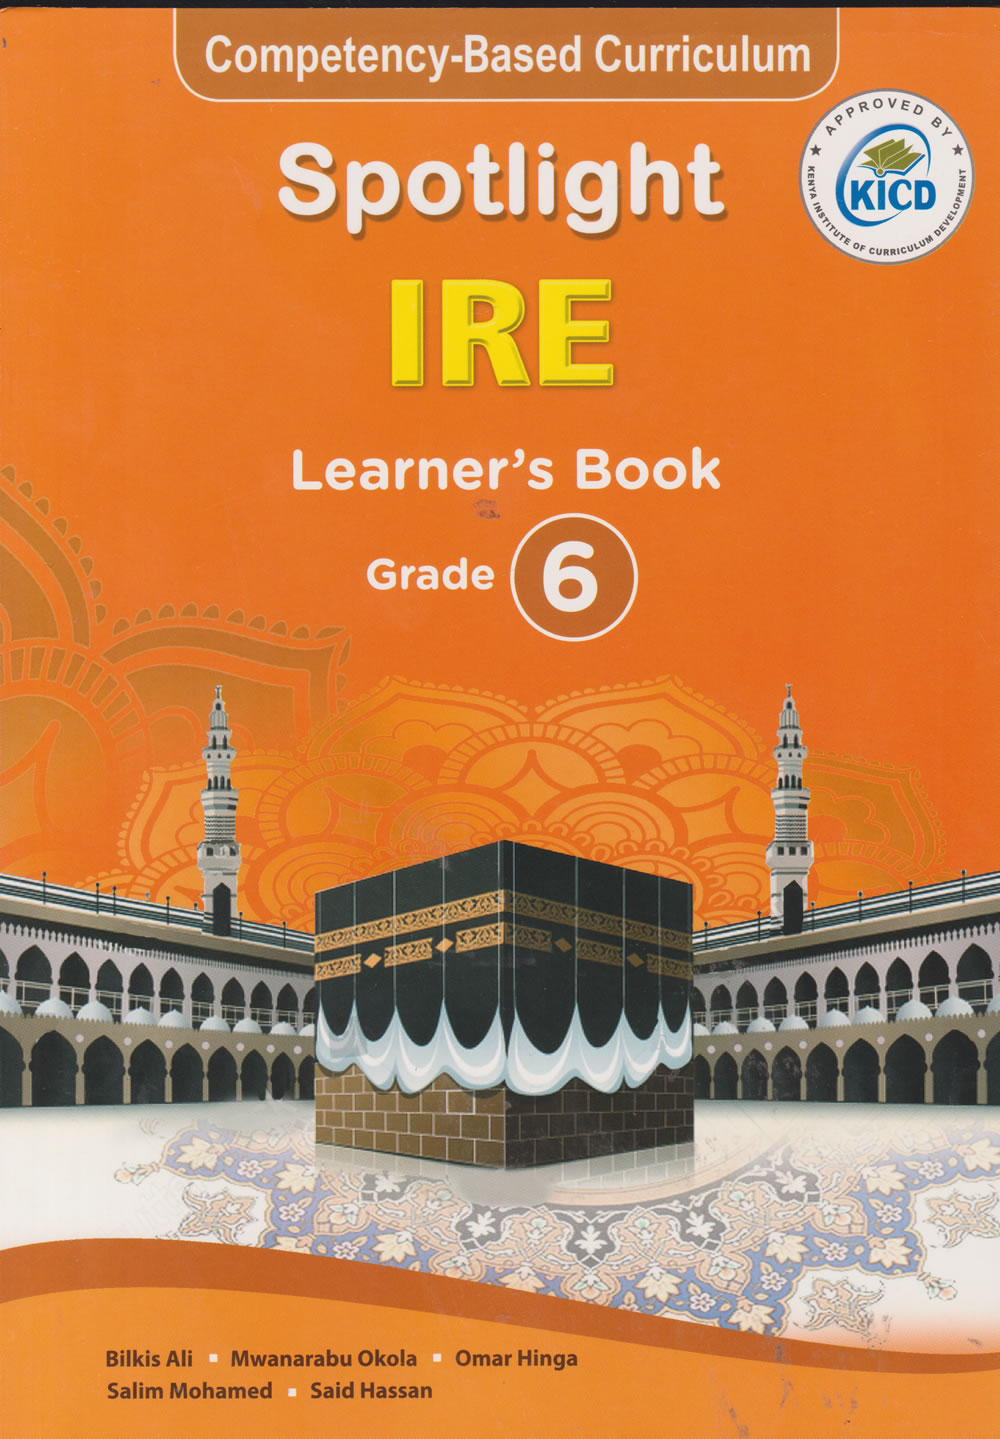 Competency-Based Curriculum
APPROVED BY
KICD
KENYA INSTITUTE OF CURRICULUM DEVELOPMENT
Spotlight
IRE
Learner's Book
Grade 6
Bilkis Ali ▪ Mwanarabu Okola ▪ Omar Hinga
Salim Mohamed ▪ Said Hassan